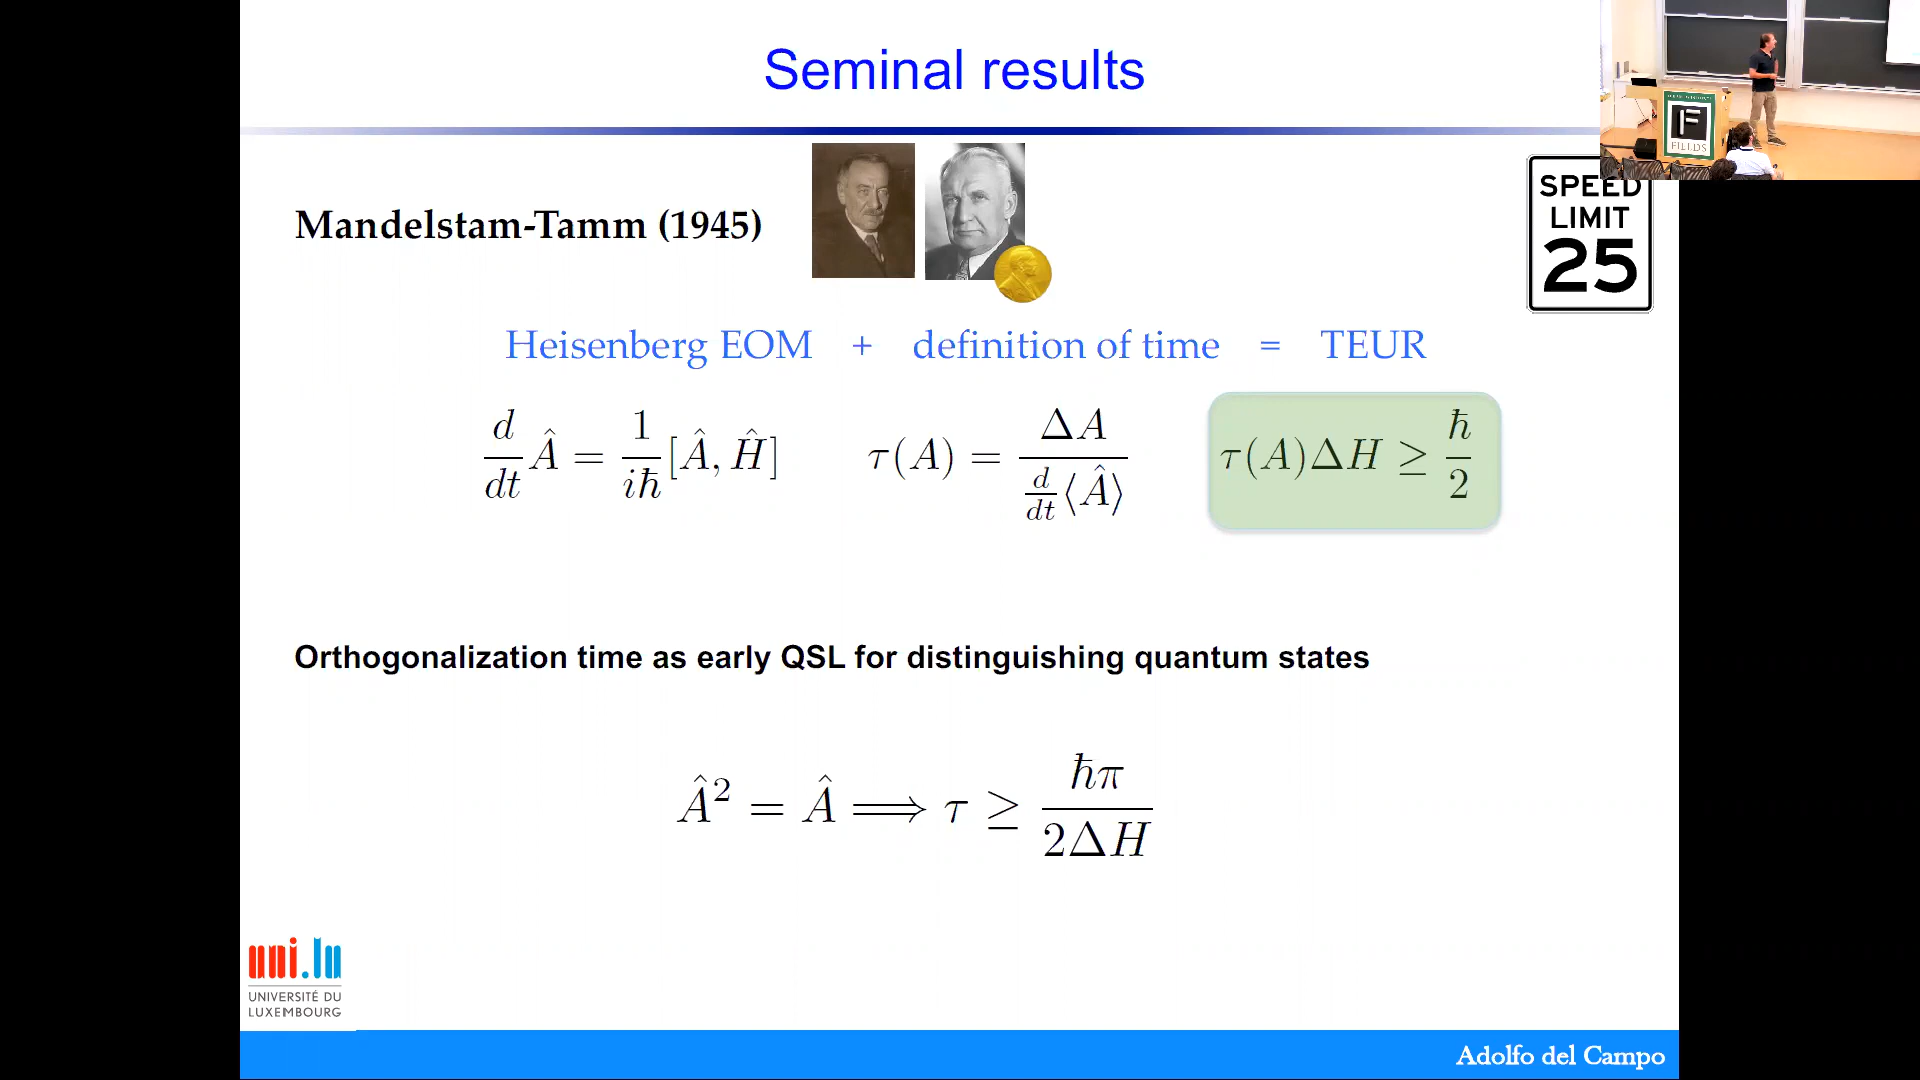 Seminal results
Mandelstam-Tamm (1945)
SPEED
LIMIT
25
F
FIELDS
Heisenberg EOM + definition of time = TEUR
d/dt Â = 1/iħ [Â, Ĥ]
τ(A) = ΔA / d/dt ⟨Â⟩
τ(A)ΔH ≥ ħ/2
Orthogonalization time as early QSL for distinguishing quantum states
Â² = Â ⟹ τ ≥ ħπ / 2ΔH
uni.lu
UNIVERSITÉ DU
LUXEMBOURG
Adolfo del Campo